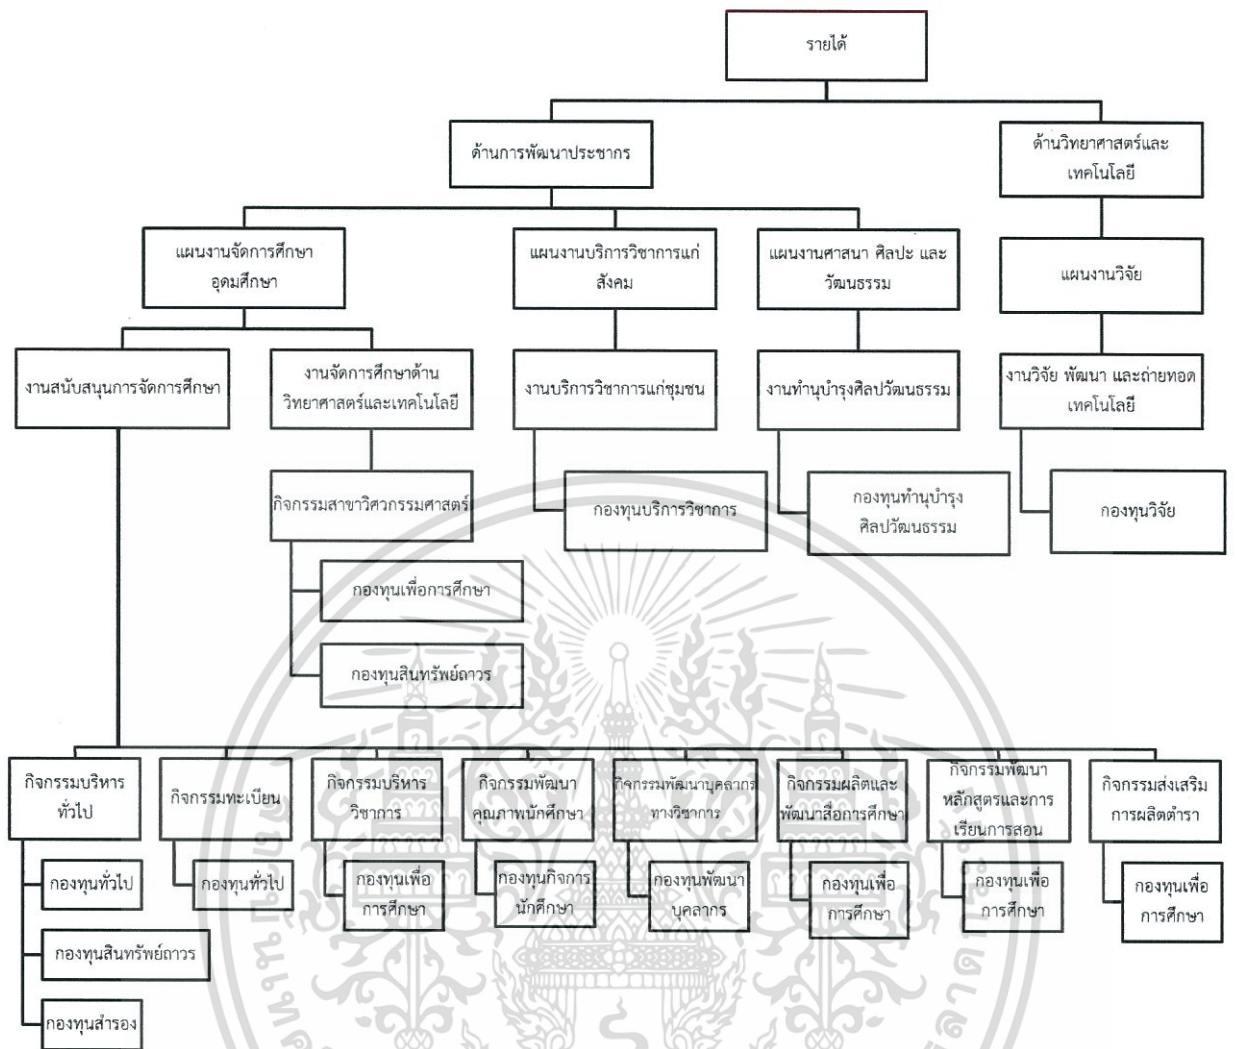 รายได้
ด้านการพัฒนาประชากร
ด้านวิทยาศาสตร์และ
เทคโนโลยี
แผนงานจัดการศึกษา
อุดมศึกษา
แผนงานบริการวิชาการแก่
สังคม
แผนงานศาสนา ศิลปะ และ
วัฒนธรรม
แผนงานวิจัย
งานสนับสนุนการจัดการศึกษา
งานจัดการศึกษาด้าน
วิทยาศาสตร์และเทคโนโลยี
งานบริการวิชาการแก่ชุมชน
งานทำนุบำรุงศิลปวัฒนธรรม
งานวิจัย พัฒนา และถ่ายทอด
เทคโนโลยี
กิจกรรมสาขาวิศวกรรมศาสตร์
กองทุนบริการวิชาการ
กองทุนทำนุบำรุง
ศิลปวัฒนธรรม
กองทุนวิจัย
กองทุนเพื่อการศึกษา
กองทุนสินทรัพย์ถาวร
กิจกรรมบริหาร
ทั่วไป
กิจกรรมทะเบียน
กิจกรรมบริหาร
วิชาการ
กิจกรรมพัฒนา
คุณภาพนักศึกษา
กิจกรรมพัฒนาบุคลากร
ทางวิชาการ
กิจกรรมผลิตและ
พัฒนาสื่อการศึกษา
กิจกรรมพัฒนา
หลักสูตรและการ
เรียนการสอน
กิจกรรมส่งเสริม
การผลิตตำรา
กองทุนทั่วไป
กองทุนทั่วไป
กองทุนเพื่อ
การศึกษา
กองทุนกิจการ
นักศึกษา
กองทุนพัฒนา
บุคลากร
กองทุนเพื่อ
การศึกษา
กองทุนเพื่อ
การศึกษา
กองทุนเพื่อ
การศึกษา
กองทุนสินทรัพย์ถาวร
กองทุนสำรอง